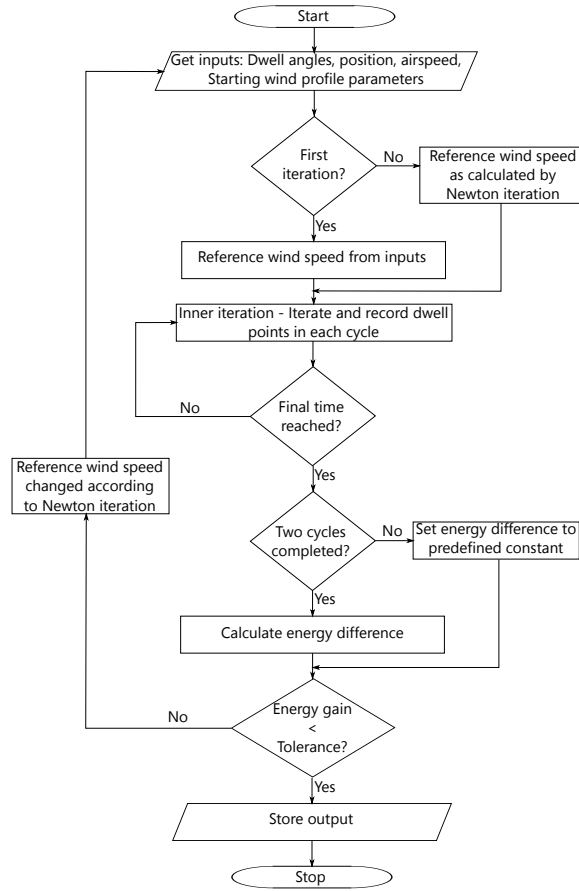 Start
Get inputs: Dwell angles, position, airspeed,
Starting wind profile parameters
First
iteration?
No
Reference wind speed
as calculated by
Newton iteration
Yes
Reference wind speed from inputs
Inner iteration - Iterate and record dwell
points in each cycle
No
Final time
reached?
Yes
Reference wind speed
changed according
to Newton iteration
Two cycles
completed?
No
Set energy difference to
predefined constant
Yes
Calculate energy difference
No
Energy gain
<
Tolerance?
Yes
Store output
Stop